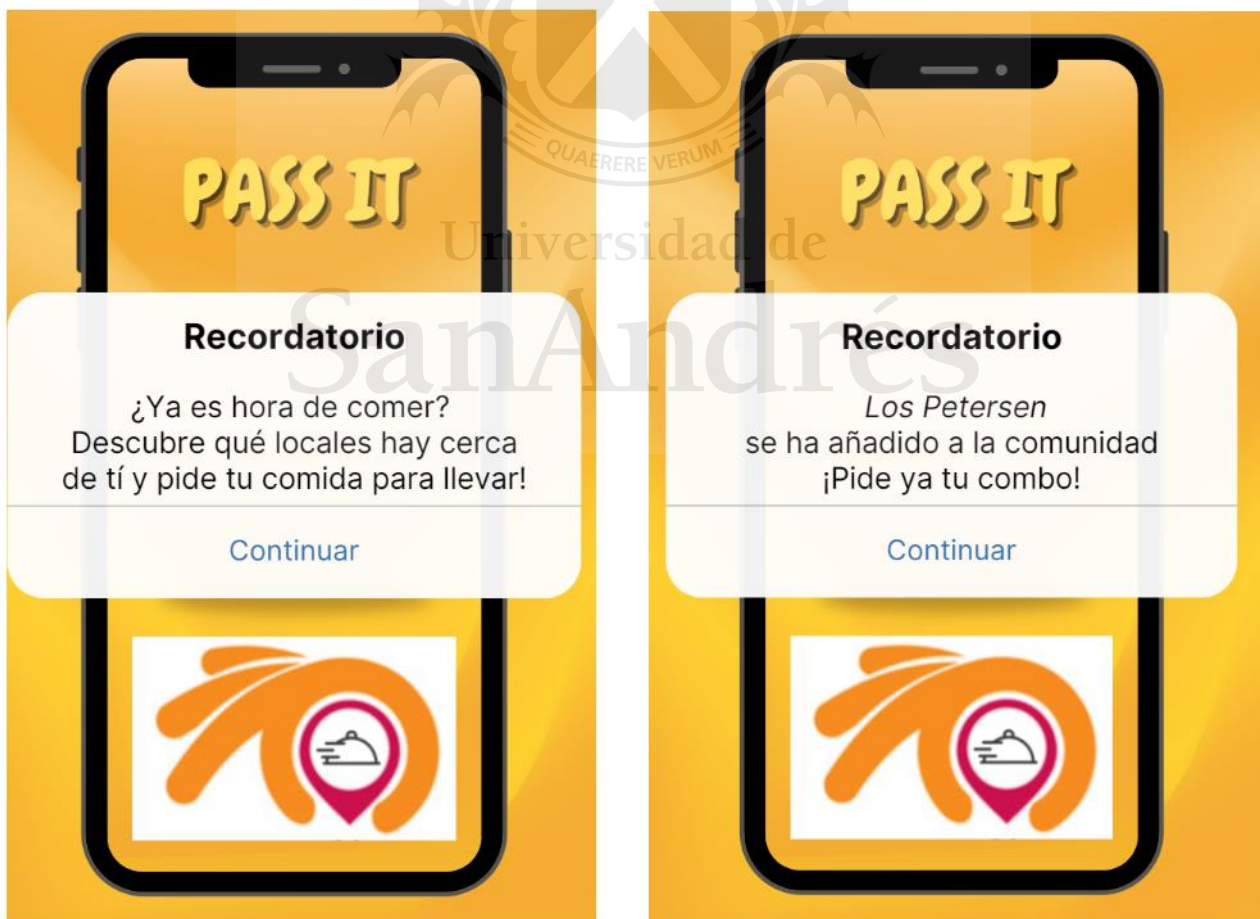 QUAERERE VERUM
Universidad de
SanAndrés
PASS IT
Recordatorio
¿Ya es hora de comer?
Descubre qué locales hay cerca
de tí y pide tu comida para llevar!
Continuar
PASS IT
Recordatorio
Los Petersen
se ha añadido a la comunidad
¡Pide ya tu combo!
Continuar